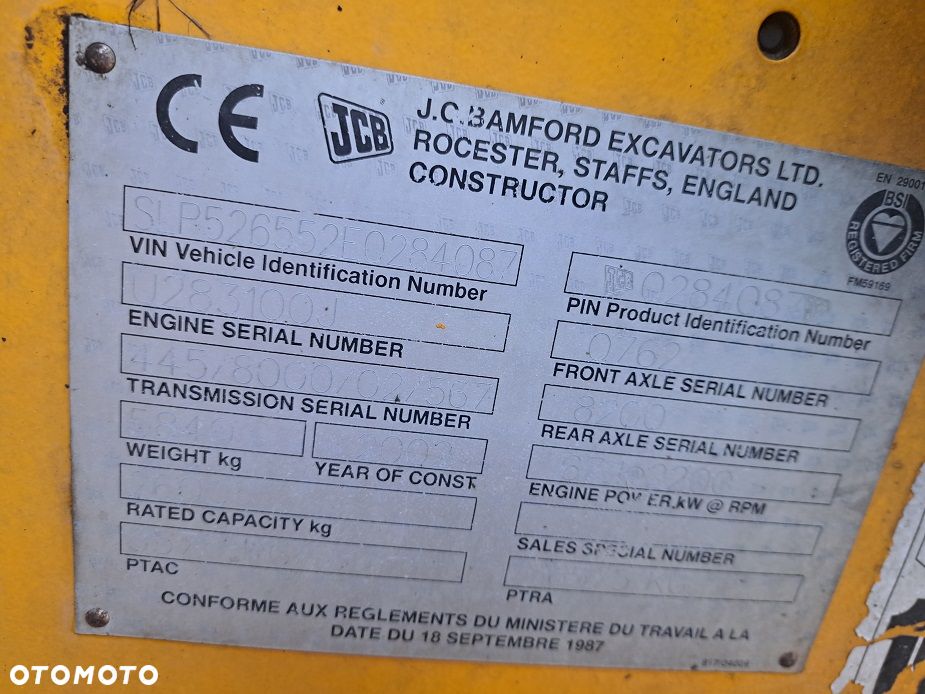 CE
JCB
J.C.BAMFORD EXCAVATORS LTD.
ROCESTER, STAFFS, ENGLAND
CONSTRUCTOR
EN 29001
BSI
REGISTERED FIRM
FM59169
SLP526552E0284087
VIN Vehicle Identification Number
JCB
PIN Product Identification Number
ENGINE SERIAL NUMBER
0762
FRONT AXLE SERIAL NUMBER
TRANSMISSION SERIAL NUMBER
REAR AXLE SERIAL NUMBER
WEIGHT kg
YEAR OF CONST
ENGINE POWER,kW @ RPM
RATED CAPACITY kg
SALES SPECIAL NUMBER
PTAC
PTRA
CONFORME AUX REGLEMENTS DU MINISTERE DU TRAVAIL A LA
DATE DU 18 SEPTEMBRE 1987
OTOMOTO